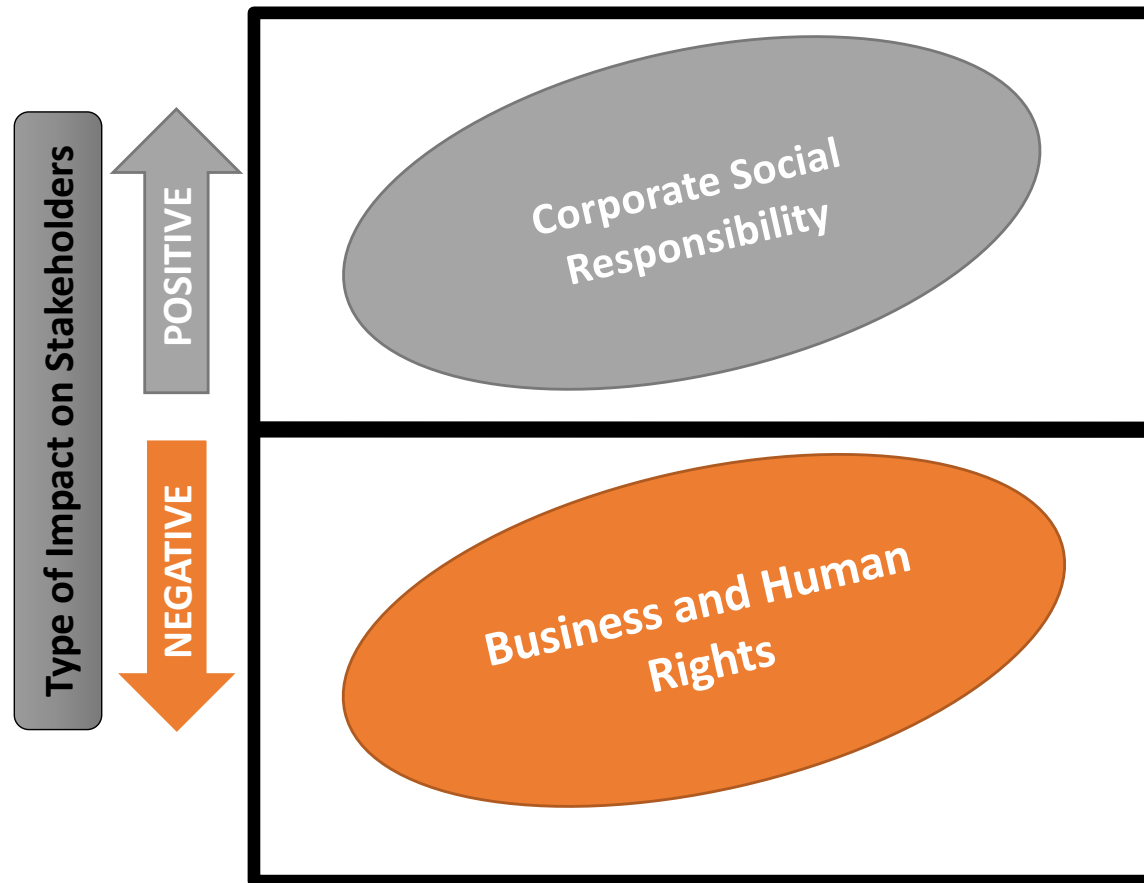 Type of Impact on Stakeholders
POSITIVE
NEGATIVE
Corporate Social
Responsibility
Business and Human
Rights